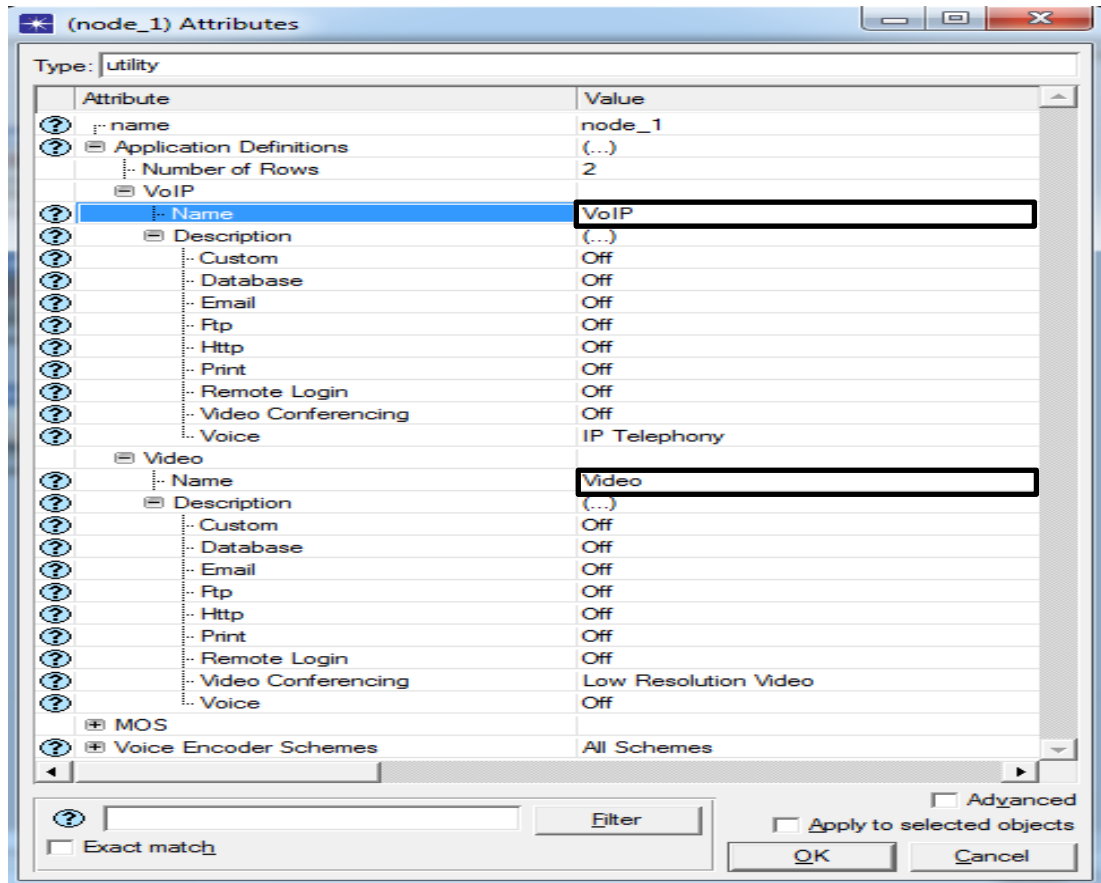 (node_1) Attributes
Type: utility
Attribute Value
name node_1
Application Definitions (...)
Number of Rows 2
VoIP
Name VoIP
Description (...)
Custom Off
Database Off
Email Off
Ftp Off
Http Off
Print Off
Remote Login Off
Video Conferencing Off
Voice IP Telephony
Video
Name Video
Description (...)
Custom Off
Database Off
Email Off
Ftp Off
Http Off
Print Off
Remote Login Off
Video Conferencing Low Resolution Video
Voice Off
MOS
Voice Encoder Schemes All Schemes
Advanced
Filter
Apply to selected objects
Exact match
OK Cancel